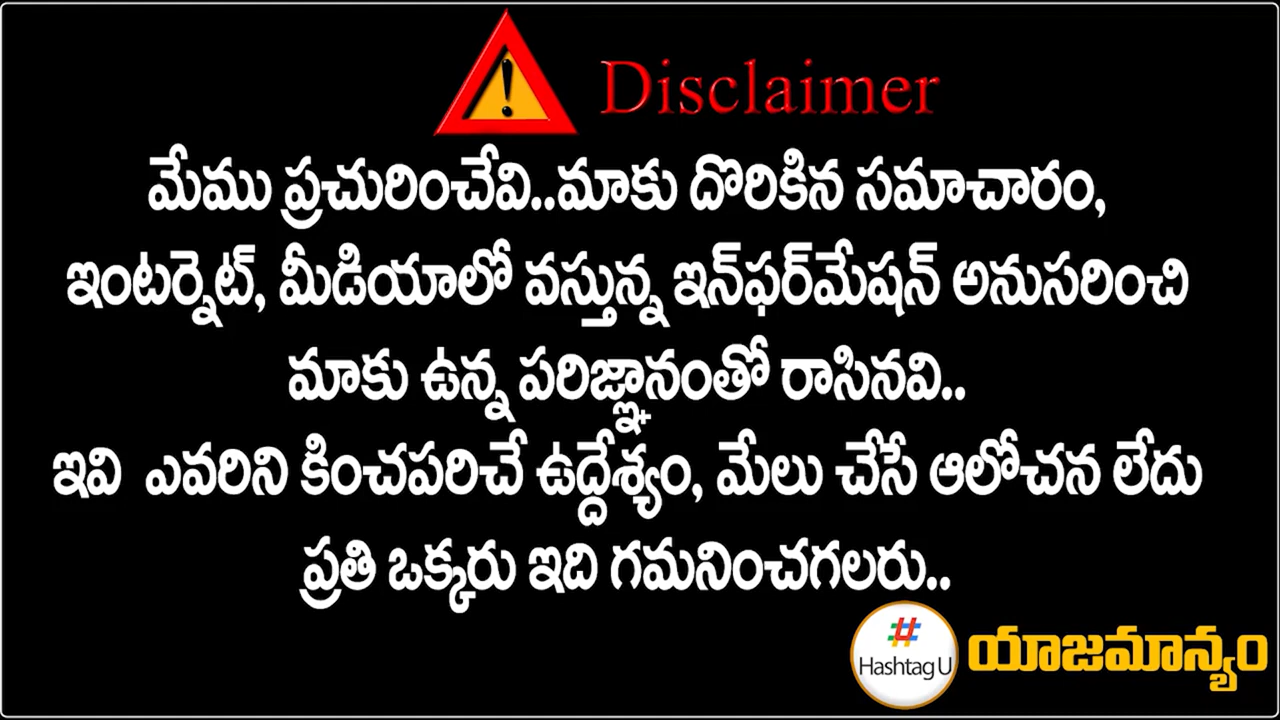 Disclaimer
మేము ప్రచురించేవి..మాకు దొరికిన సమాచారం,
ఇంటర్నెట్, మీడియాలో వస్తున్న ఇన్‌ఫర్‌మేషన్ అనుసరించి
మాకు ఉన్న పరిజ్ఞానంతో రాసినవి..
ఇవి ఎవరిని కించపరిచే ఉద్దేశ్యం, మేలు చేసే ఆలోచన లేదు
ప్రతి ఒక్కరు ఇది గమనించగలరు..
#
Hashtag U
యాజమాన్యం